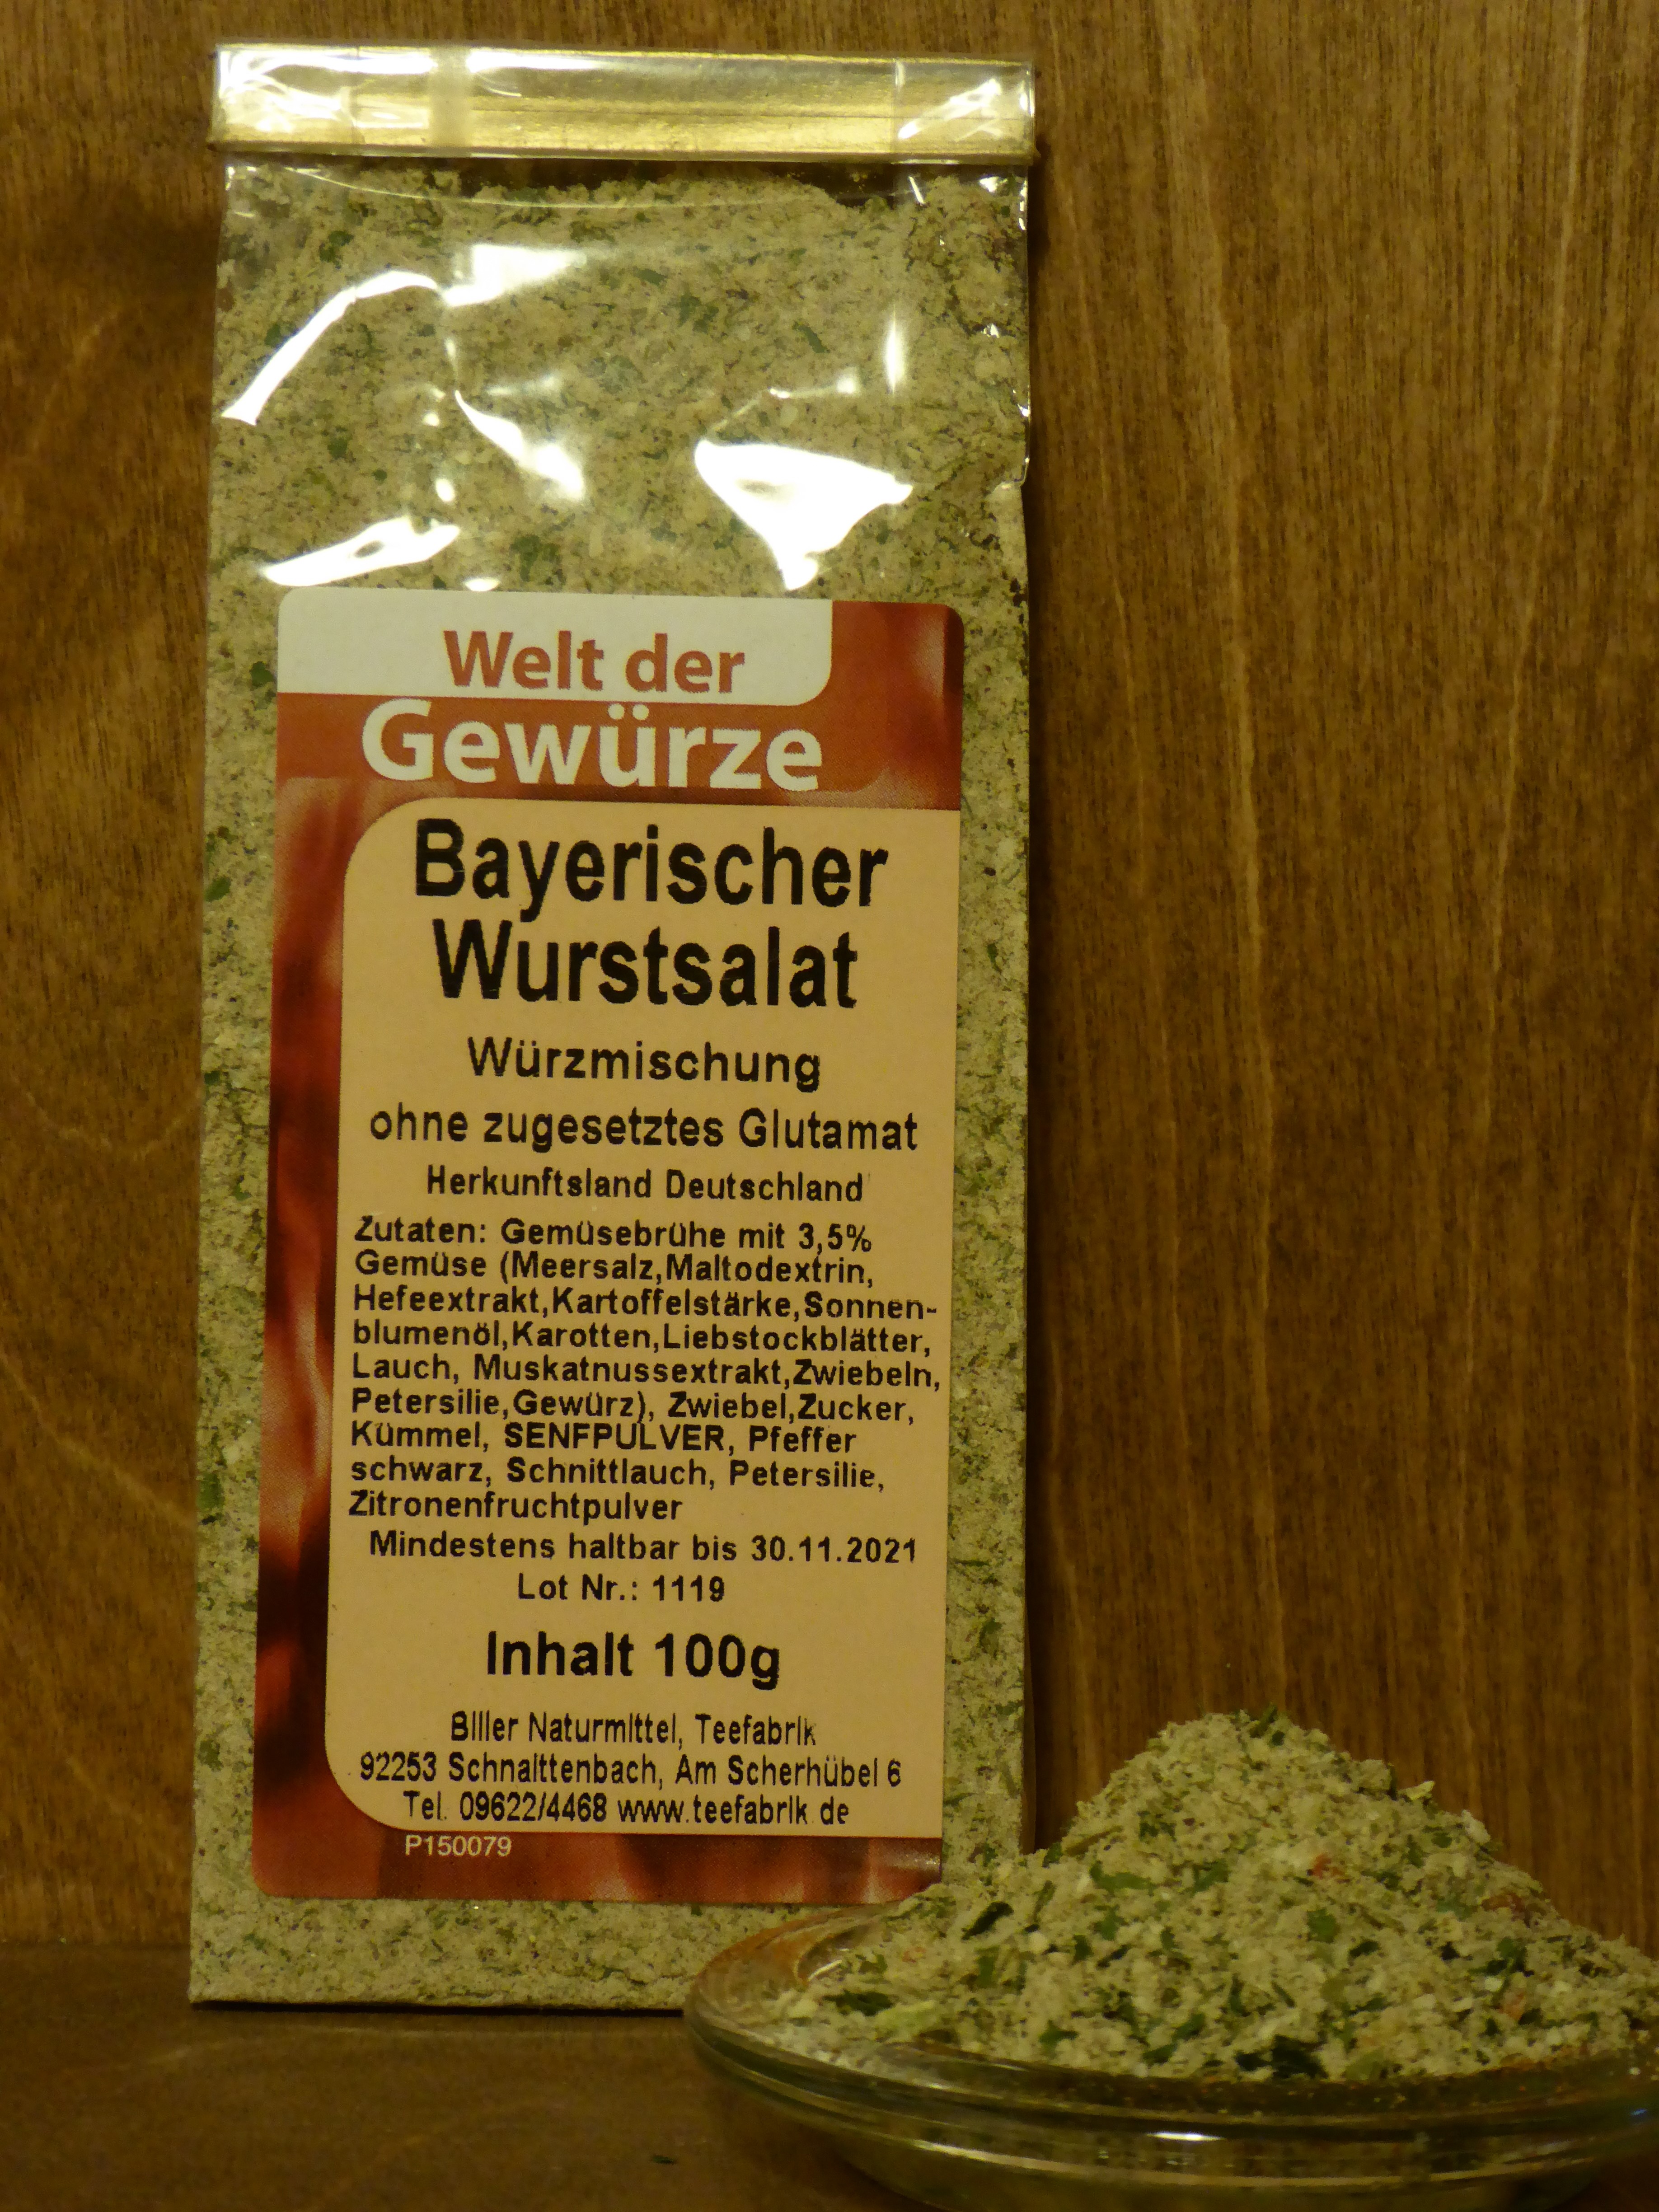 Welt der
Gewürze
Bayerischer
Wurstsalat
Würzmischung
ohne zugesetztes Glutamat
Herkunftsland Deutschland
Zutaten: Gemüsebrühe mit 3,5%
Gemüse (Meersalz,Maltodextrin,
Hefeextrakt,Kartoffelstärke,Sonnen-
blumenöl,Karotten,Liebstockblätter,
Lauch, Muskatnussextrakt,Zwiebeln,
Petersilie,Gewürz), Zwiebel,Zucker,
Kümmel, SENFPULVER, Pfeffer
schwarz, Schnittlauch, Petersilie,
Zitronenfruchtpulver
Mindestens haltbar bis 30.11.2021
Lot Nr.: 1119
Inhalt 100g
Biller Naturmittel, Teefabrik
92253 Schnaittenbach, Am Scherhübel 6
Tel. 09622/4468 www.teefabrik.de
P150079